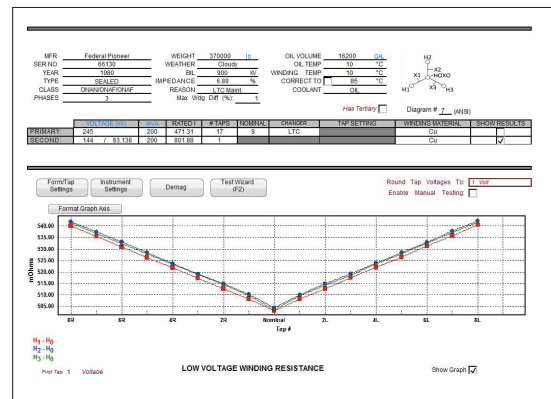 MFR Federal Pioneer WEIGHT 370000 lb OIL VOLUME 16200 GAL
SER NO 66130 WEATHER Cloudy OIL TEMP 10 °C
YEAR 1980 BIL 900 kV WINDING TEMP 10 °C
TYPE SEALED IMPEDANCE 6.89 % CORRECT TO 85 °C
CLASS ONAN/ONAF/ONAF REASON LTC Maint COOLANT OIL
PHASES 3 Max Wdg Diff (%): 1
H2
X2
X1 HOXO
H1 X3 H3
Has Tertiary Diagram # 7 (ANSI)
VOLTAGE (kV) MVA RATED I # TAPS NOMINAL CHANGER TAP SETTING WINDING MATERIAL SHOW RESULTS
PRIMARY: 245 200 471.31 17 9 LTC Cu
SECOND: 144 / 83.138 200 801.88 1 Cu
Form/Tap Settings
Instrument Settings
Demag
Test Wizard (F2)
Round Tap Voltages To: 1 Volt
Enable Manual Testing:
Format Graph Axis
mOhms
540.00
535.00
530.00
525.00
520.00
515.00
510.00
505.00
8R 6R 4R 2R Nominal 2L 4L 6L 8L
Tap #
H1 - H0
H2 - H0
H3 - H0
First Tap 1 Voltage
LOW VOLTAGE WINDING RESISTANCE
Show Graph